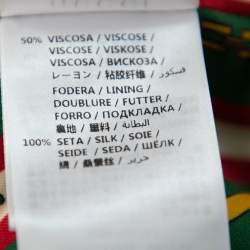 50% VISCOSA / VISCOSE /
VISCOSE / VISKOSE /
VISCOSA / ВИСКОЗА /
レーヨン / 粘胶纤维 / فسكوز
FODERA / LINING /
DOUBLURE / FUTTER /
FORRO / ПОДКЛАДКА /
裏地 / 里料 / البطانة
100% SETA / SILK / SOIE /
SEIDE / SEDA / ШЁЛК /
絹 / 桑蚕丝 / حرير